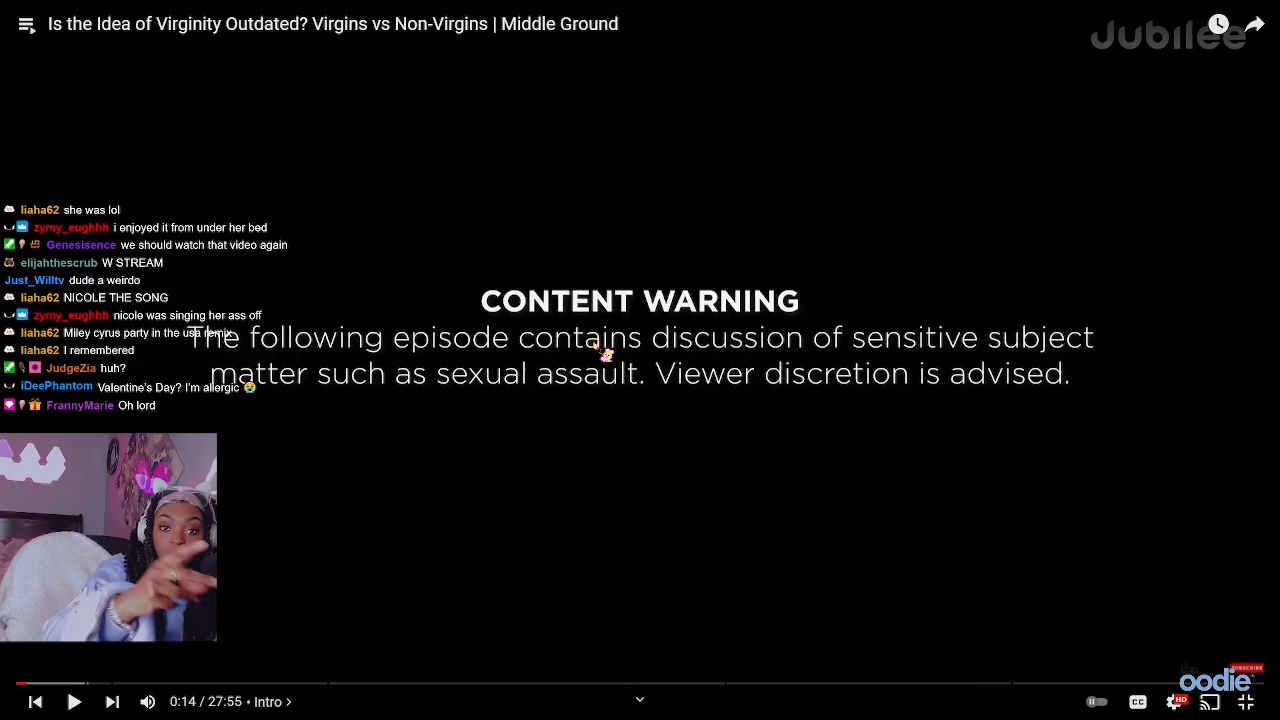 Is the Idea of Virginity Outdated? Virgins vs Non-Virgins | Middle Ground
Jubilee
liaha62 she was lol
zymy_eughhh i enjoyed it from under her bed
Genesisence we should watch that video again
elijahthescrub W STREAM
Just_Willtv dude a weirdo
liaha62 NICOLE THE SONG
zymy_eughhh nicole was singing her ass off
liaha62 Miley cyrus party in the usa remix
liaha62 I remembered
JudgeZia huh?
iDeePhantom Valentine's Day? I'm allergic 😭
FrannyMarie Oh lord
CONTENT WARNING
The following episode contains discussion of sensitive subject
matter such as sexual assault. Viewer discretion is advised.
SUBSCRIBE
oodie
0:14 / 27:55 • Intro
CC
HD